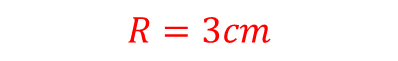 R = 3cm